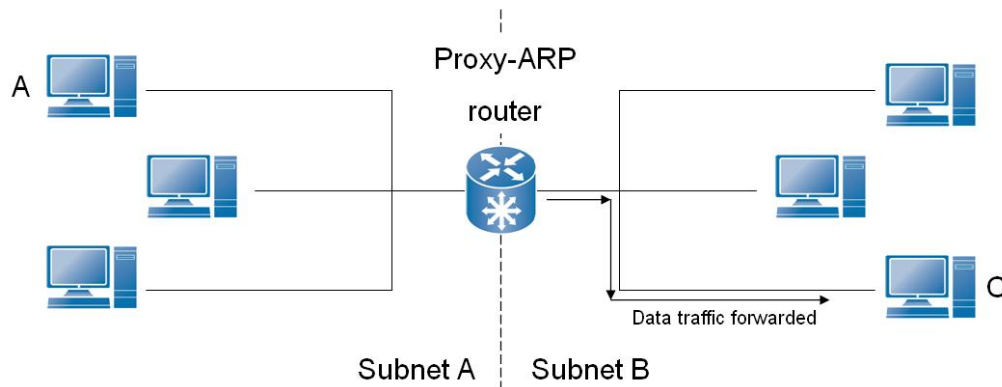 Proxy-ARP
A
router
C
Data traffic forwarded
Subnet A
Subnet B